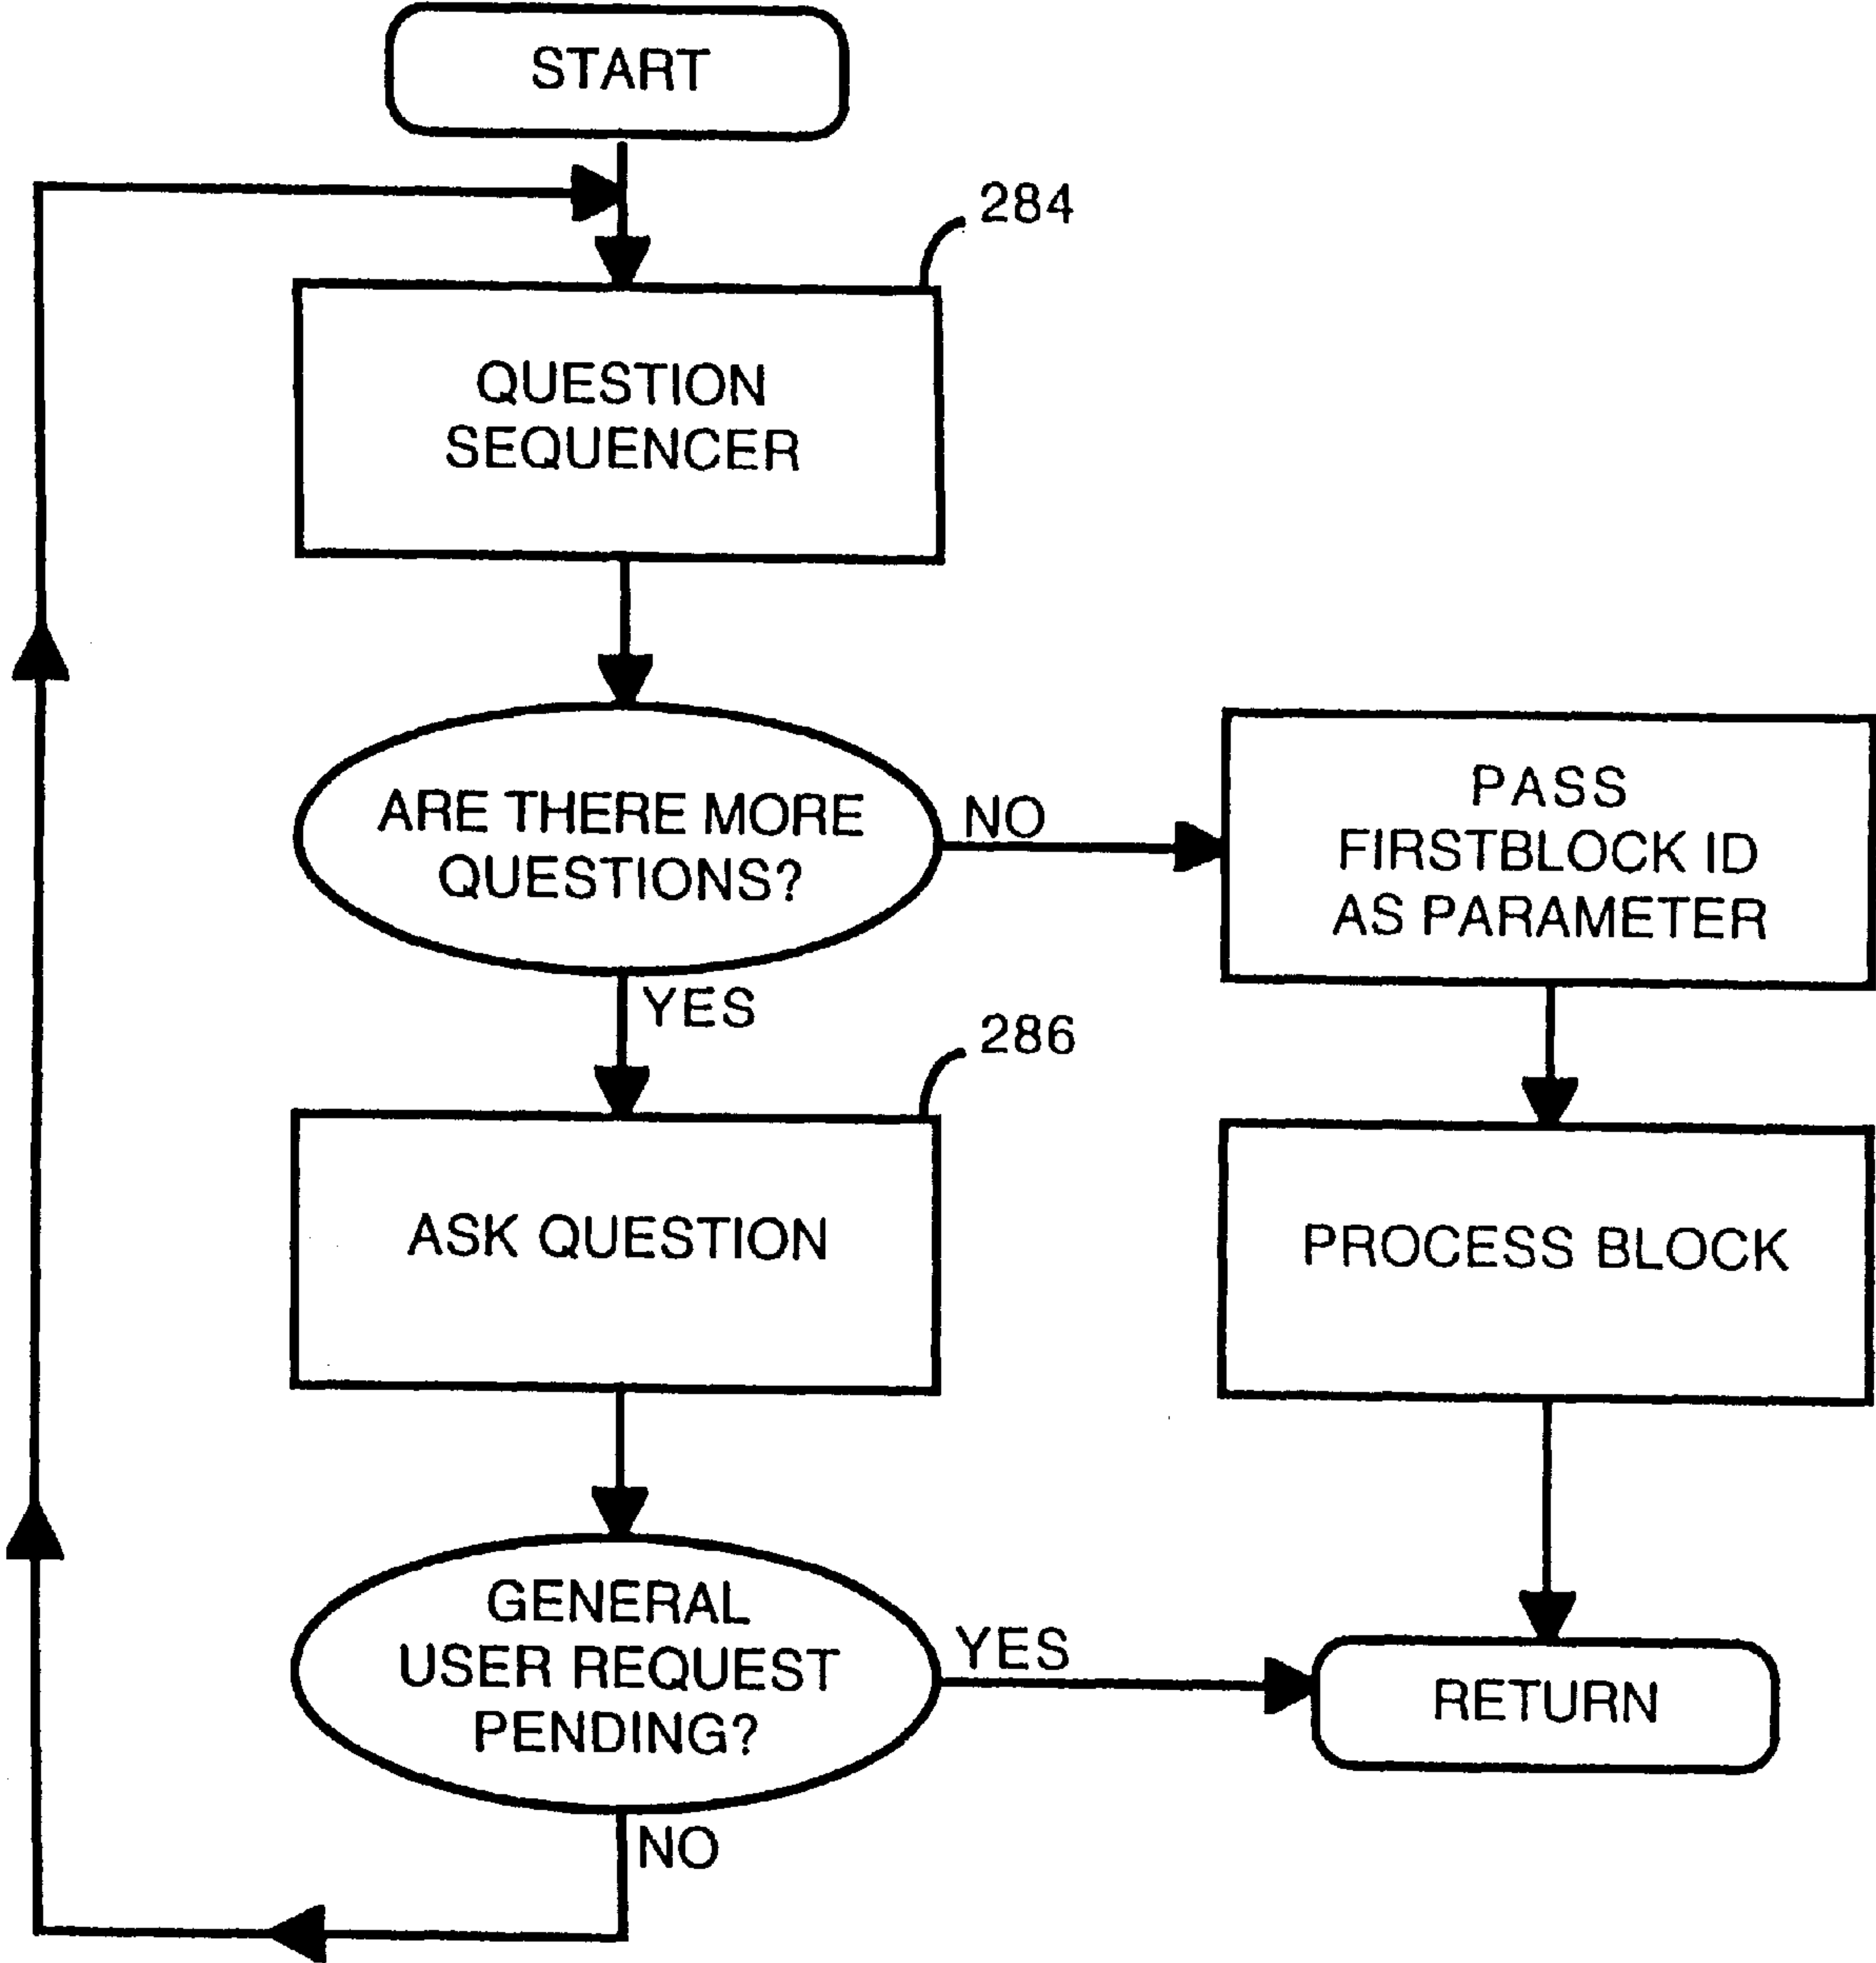 START
284
QUESTION
SEQUENCER
ARE THERE MORE
QUESTIONS?
NO
YES
PASS
FIRSTBLOCK ID
AS PARAMETER
286
ASK QUESTION
PROCESS BLOCK
GENERAL
USER REQUEST
PENDING?
YES
NO
RETURN